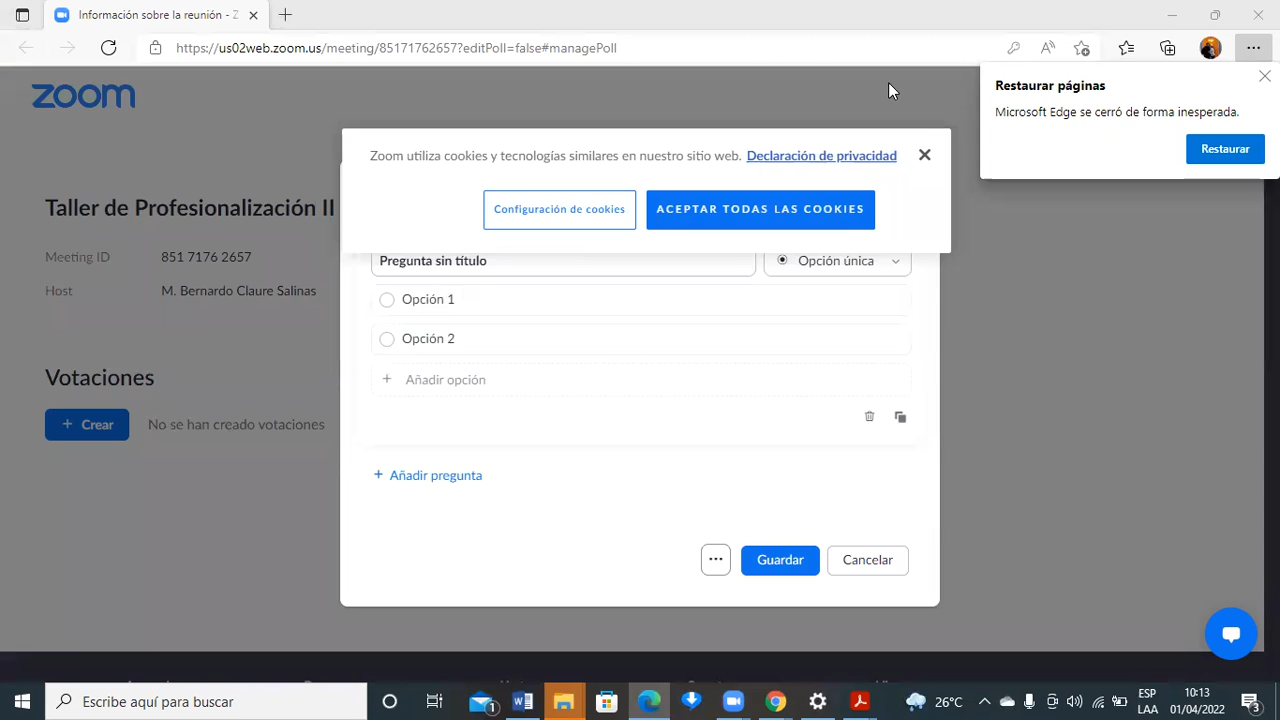 Información sobre la reunión - Z
https://us02web.zoom.us/meeting/85171762657?editPoll=false#managePoll
Restaurar páginas
Microsoft Edge se cerró de forma inesperada.
Restaurar
zoom
Zoom utiliza cookies y tecnologías similares en nuestro sitio web. Declaración de privacidad
Configuración de cookies
ACEPTAR TODAS LAS COOKIES
Taller de Profesionalización II
Meeting ID 851 7176 2657
Host M. Bernardo Claure Salinas
Votaciones
+ Crear
No se han creado votaciones
Pregunta sin título
Opción única
Opción 1
Opción 2
+ Añadir opción
+ Añadir pregunta
Guardar
Cancelar
Escribe aquí para buscar
1
26°C
ESP
LAA
10:13
01/04/2022
3